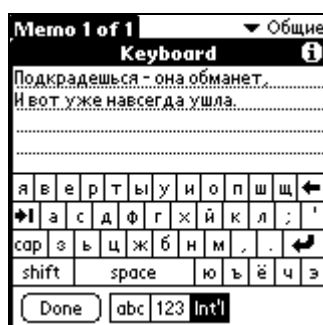 Memo 1 of 1 ▼ Общие
Keyboard i
Подкрадешься - она обманет,
И вот уже навсегда ушла.
я в е р т ы у и о п ш щ
а с д ф г х й к л ; '
cap з ь ц ж б н м , .
shift space ю ъ ё ч э
Done abc 123 Int'l